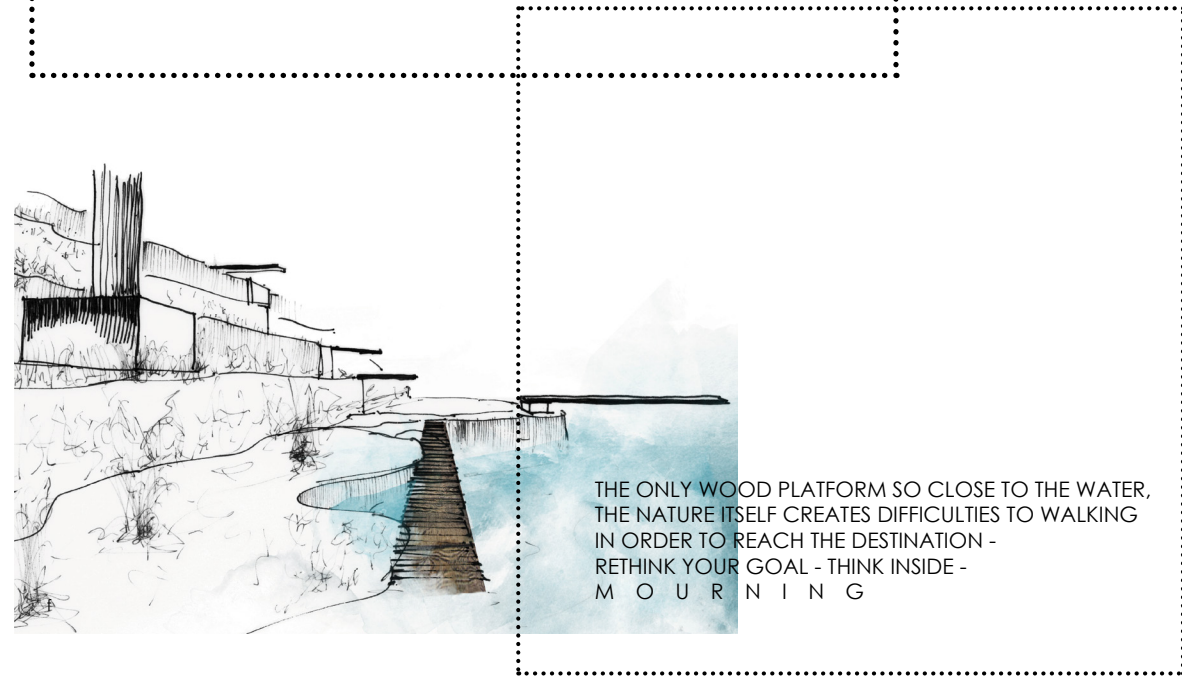 THE ONLY WOOD PLATFORM SO CLOSE TO THE WATER,
THE NATURE ITSELF CREATES DIFFICULTIES TO WALKING
IN ORDER TO REACH THE DESTINATION -
RETHINK YOUR GOAL - THINK INSIDE -
M O U R N I N G